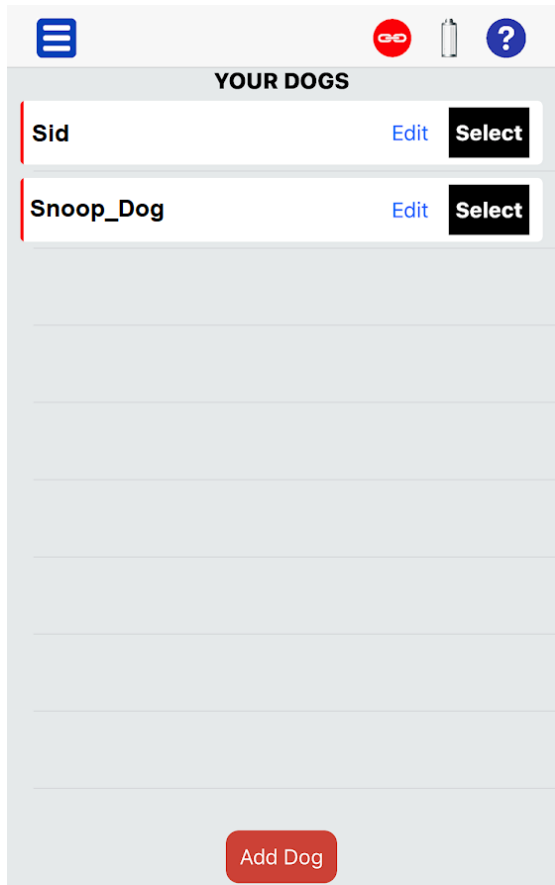 ?
YOUR DOGS
Sid Edit Select
Snoop_Dog Edit Select
Add Dog